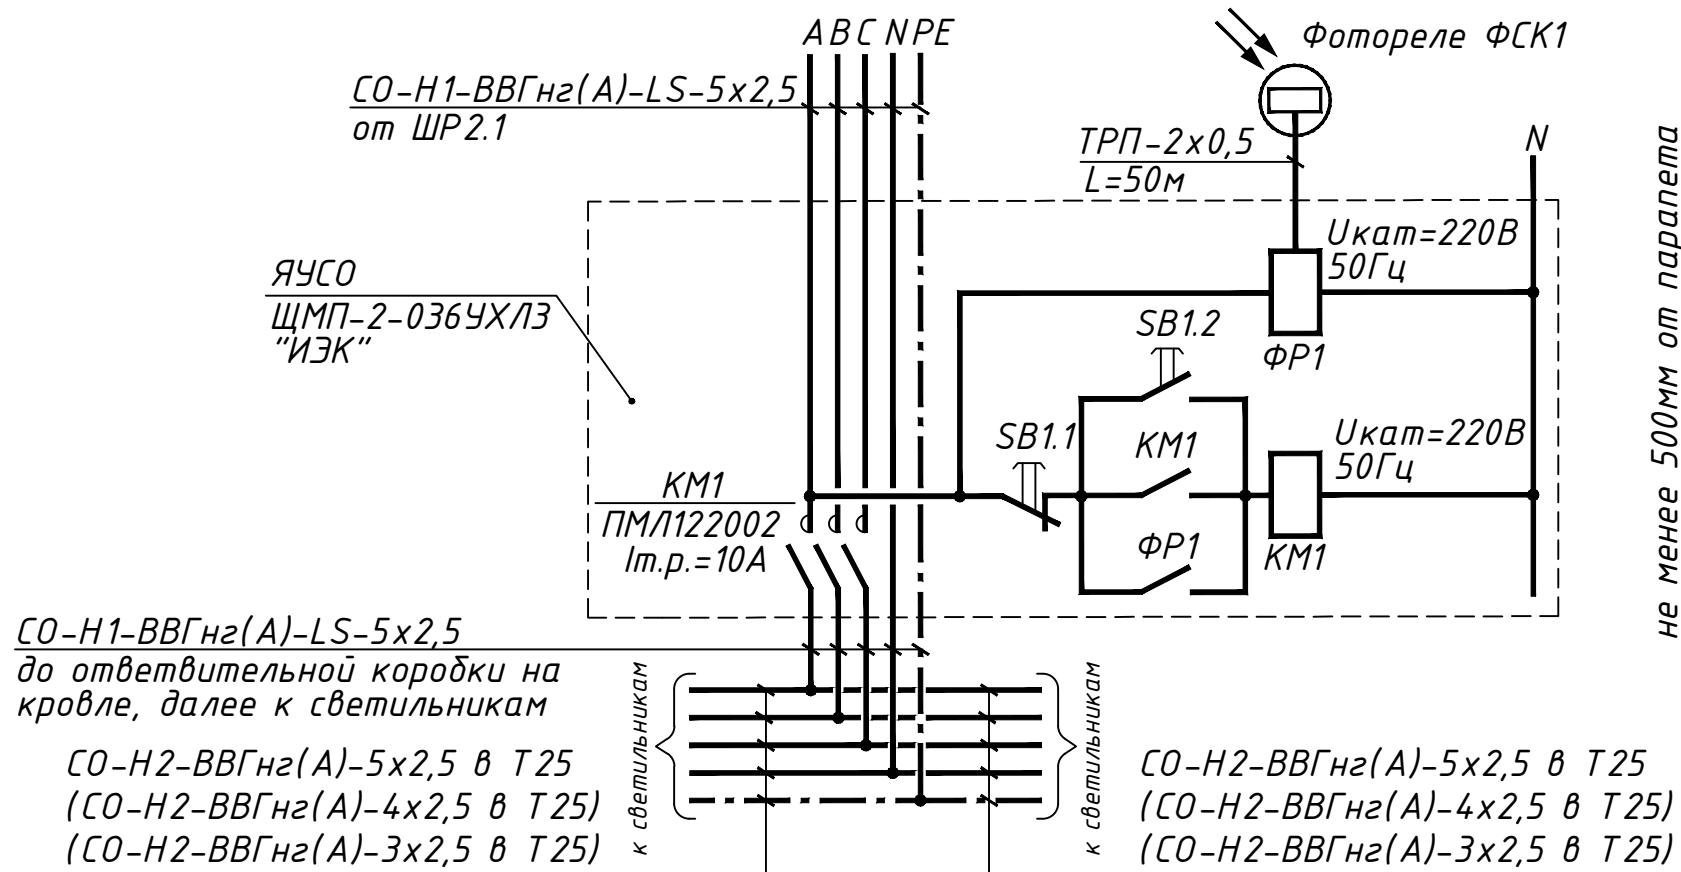 A B C N PE
Фотореле ФСК1
СО-Н1-ВВГнг(А)-LS-5х2,5
от ШР2.1
ТРП-2х0,5
L=50м
N
не менее 500мм от парапета
Uкат=220В
50Гц
ЯУСО
ЩМП-2-036УХЛ3
"ИЭК"
SB1.2
ФР1
SB1.1
КМ1
Uкат=220В
50Гц
КМ1
ПМЛ122002
Iт.р.=10А
ФР1
КМ1
СО-Н1-ВВГнг(А)-LS-5х2,5
до ответвительной коробки на
кровле, далее к светильникам
к светильникам
к светильникам
СО-Н2-ВВГнг(А)-5х2,5 в Т25
(СО-Н2-ВВГнг(А)-4х2,5 в Т25)
(СО-Н2-ВВГнг(А)-3х2,5 в Т25)
СО-Н2-ВВГнг(А)-5х2,5 в Т25
(СО-Н2-ВВГнг(А)-4х2,5 в Т25)
(СО-Н2-ВВГнг(А)-3х2,5 в Т25)